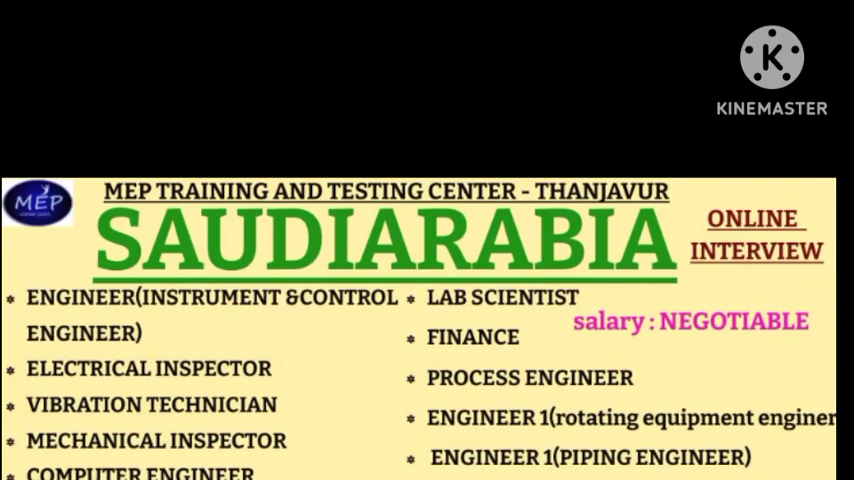 KINEMASTER
MEP
MEP TRAINING AND TESTING CENTER - THANJAVUR
SAUDIARABIA
ONLINE
INTERVIEW
* ENGINEER(INSTRUMENT &CONTROL
ENGINEER)
* ELECTRICAL INSPECTOR
* VIBRATION TECHNICIAN
* MECHANICAL INSPECTOR
* COMPUTER ENGINEER
* LAB SCIENTIST
salary : NEGOTIABLE
* FINANCE
* PROCESS ENGINEER
* ENGINEER 1(rotating equipment enginer
* ENGINEER 1(PIPING ENGINEER)